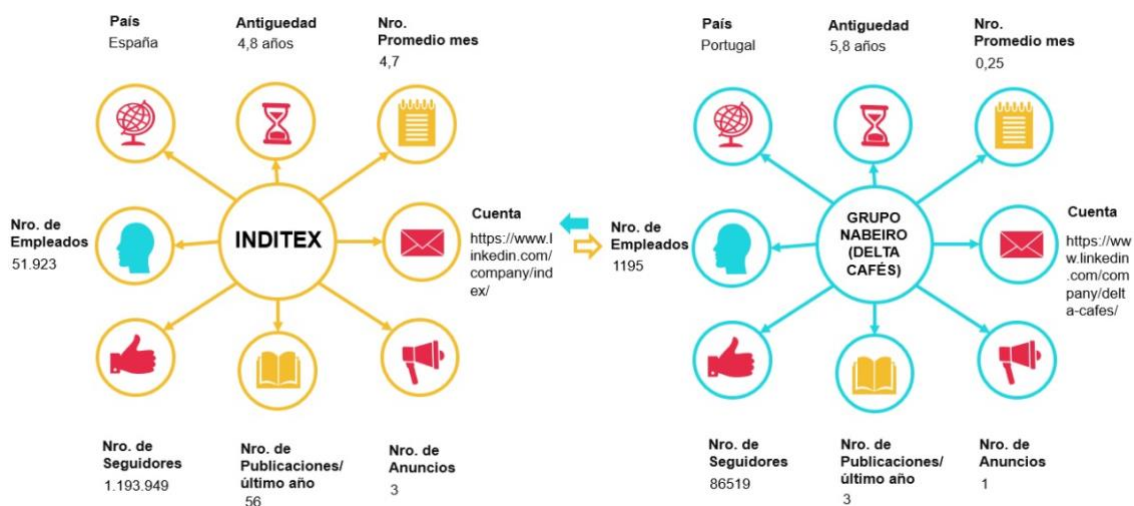 País
España
Antiguedad
4,8 años
Nro.
Promedio mes
4,7
Nro. de
Empleados
51.923
INDITEX
Cuenta
https://www.l
inkedin.com/
company/ind
ex/
Nro. de
Seguidores
1.193.949
Nro. de
Publicaciones/
último año
56
Nro. de
Anuncios
3
País
Portugal
Antiguedad
5,8 años
Nro.
Promedio mes
0,25
Nro. de
Empleados
1195
GRUPO
NABEIRO
(DELTA
CAFÉS)
Cuenta
https://ww
w.linkedin
.com/com
pany/delt
a-cafes/
Nro. de
Seguidores
86519
Nro. de
Publicaciones/
último año
3
Nro. de
Anuncios
1